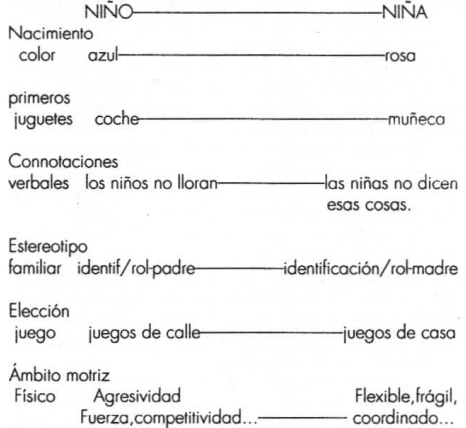 NIÑO NIÑA
Nacimiento
color azul rosa
primeros
juguetes coche muñeca
Connotaciones
verbales los niños no lloran las niñas no dicen
esas cosas.
Estereotipo
familiar identif/rol-padre identificación/rol-madre
Elección
juego juegos de calle juegos de casa
Ámbito motriz
Físico Agresividad Flexible,frágil,
Fuerza,competitividad... coordinado...